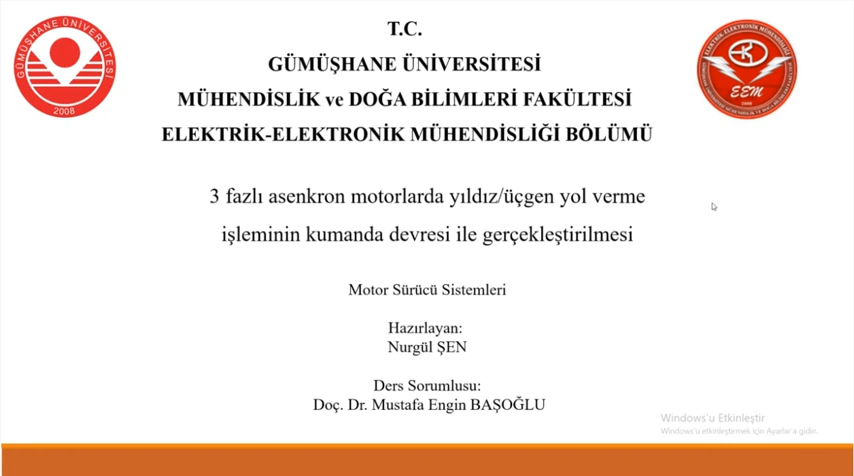 T.C.
GÜMÜŞHANE ÜNİVERSİTESİ
MÜHENDİSLİK ve DOĞA BİLİMLERİ FAKÜLTESİ
ELEKTRİK-ELEKTRONİK MÜHENDİSLİĞİ BÖLÜMÜ
GÜMÜŞHANE ÜNİVERSİTESİ
2008
EEM
2008
3 fazlı asenkron motorlarda yıldız/üçgen yol verme
işleminin kumanda devresi ile gerçekleştirilmesi
Motor Sürücü Sistemleri
Hazırlayan:
Nurgül ŞEN
Ders Sorumlusu:
Doç. Dr. Mustafa Engin BAŞOĞLU
Windows'u Etkinleştir
Windows'u etkinleştirmek için Ayarlar'a gidin.